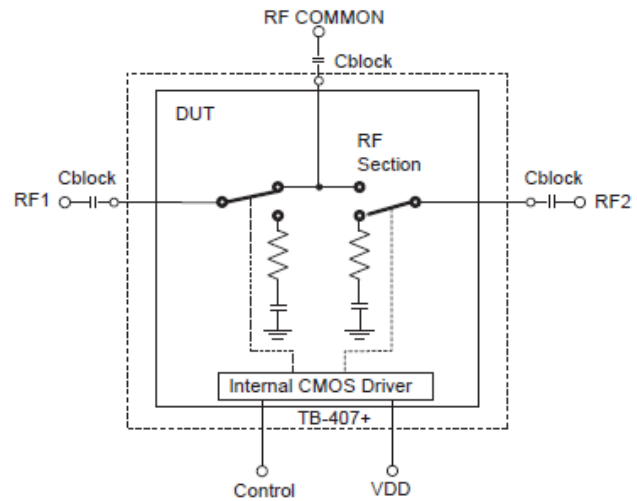 RF COMMON
Cblock
DUT
RF
Section
Cblock
Cblock
RF1
RF2
Internal CMOS Driver
TB-407+
Control
VDD